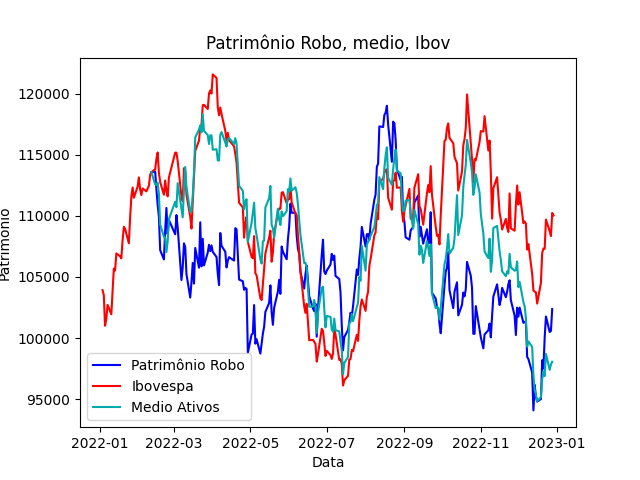 Patrimônio Robo, medio, Ibov
Patrimonio
120000
115000
110000
105000
100000
95000
Patrimônio Robo
Ibovespa
Medio Ativos
2022-01 2022-03 2022-05 2022-07 2022-09 2022-11 2023-01
Data